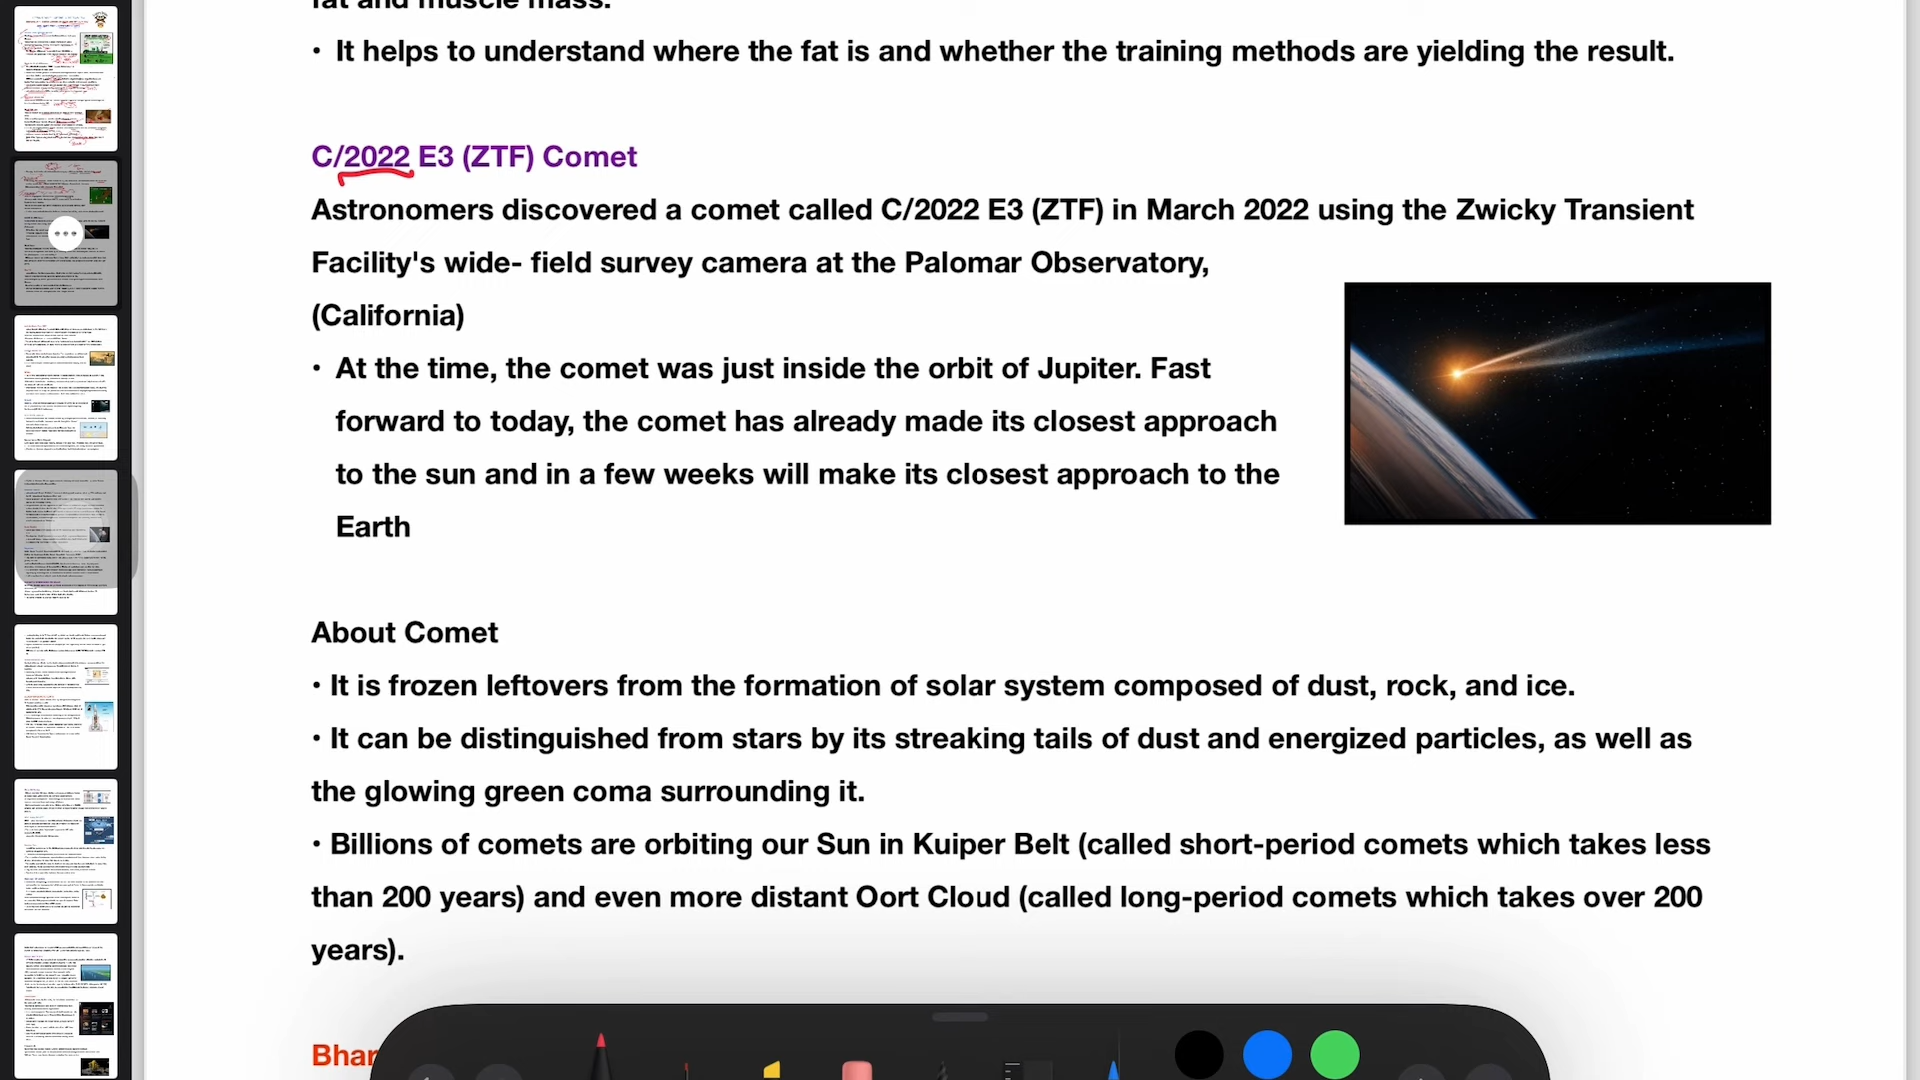 fat and muscle mass.
• It helps to understand where the fat is and whether the training methods are yielding the result.
C/2022 E3 (ZTF) Comet
Astronomers discovered a comet called C/2022 E3 (ZTF) in March 2022 using the Zwicky Transient
Facility's wide- field survey camera at the Palomar Observatory,
(California)
• At the time, the comet was just inside the orbit of Jupiter. Fast
forward to today, the comet has already made its closest approach
to the sun and in a few weeks will make its closest approach to the
Earth
About Comet
• It is frozen leftovers from the formation of solar system composed of dust, rock, and ice.
• It can be distinguished from stars by its streaking tails of dust and energized particles, as well as
the glowing green coma surrounding it.
• Billions of comets are orbiting our Sun in Kuiper Belt (called short-period comets which takes less
than 200 years) and even more distant Oort Cloud (called long-period comets which takes over 200
years).
Bhar